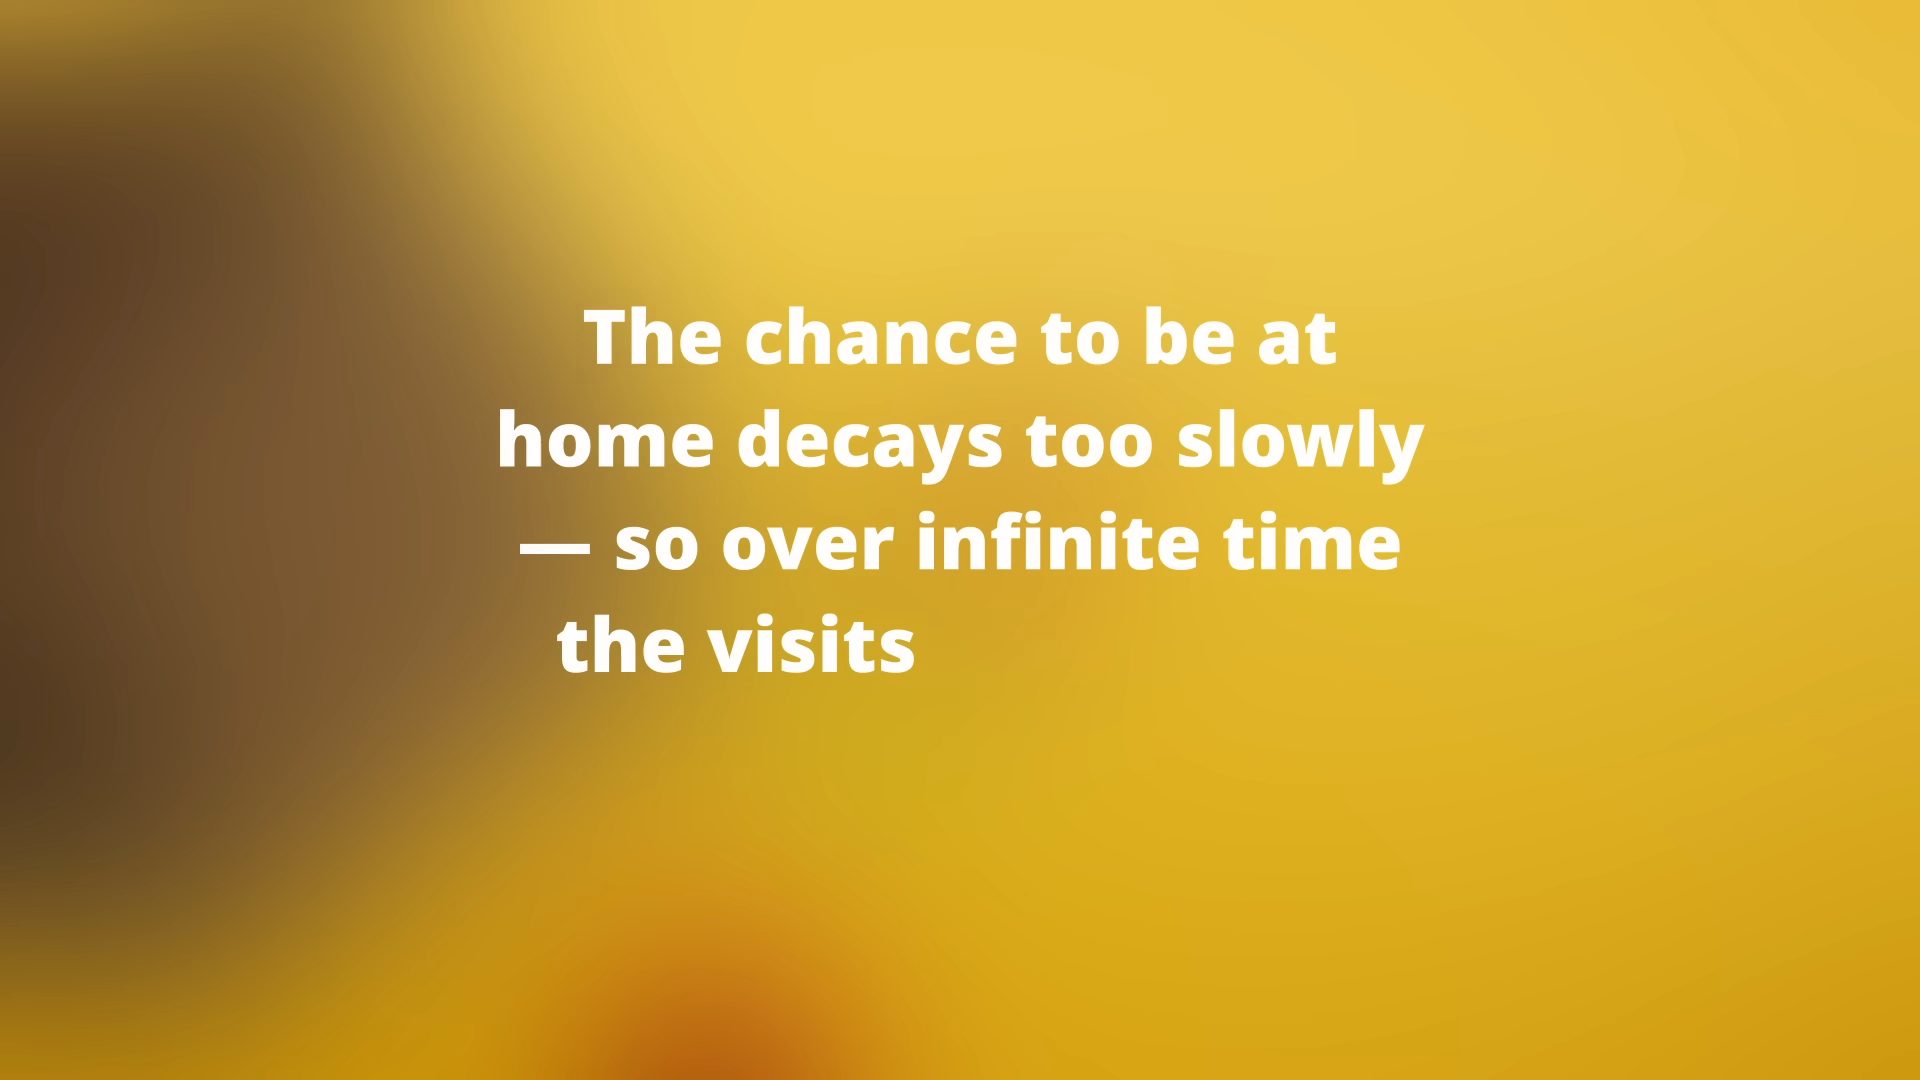 The chance to be at
home decays too slowly
— so over infinite time
the visits